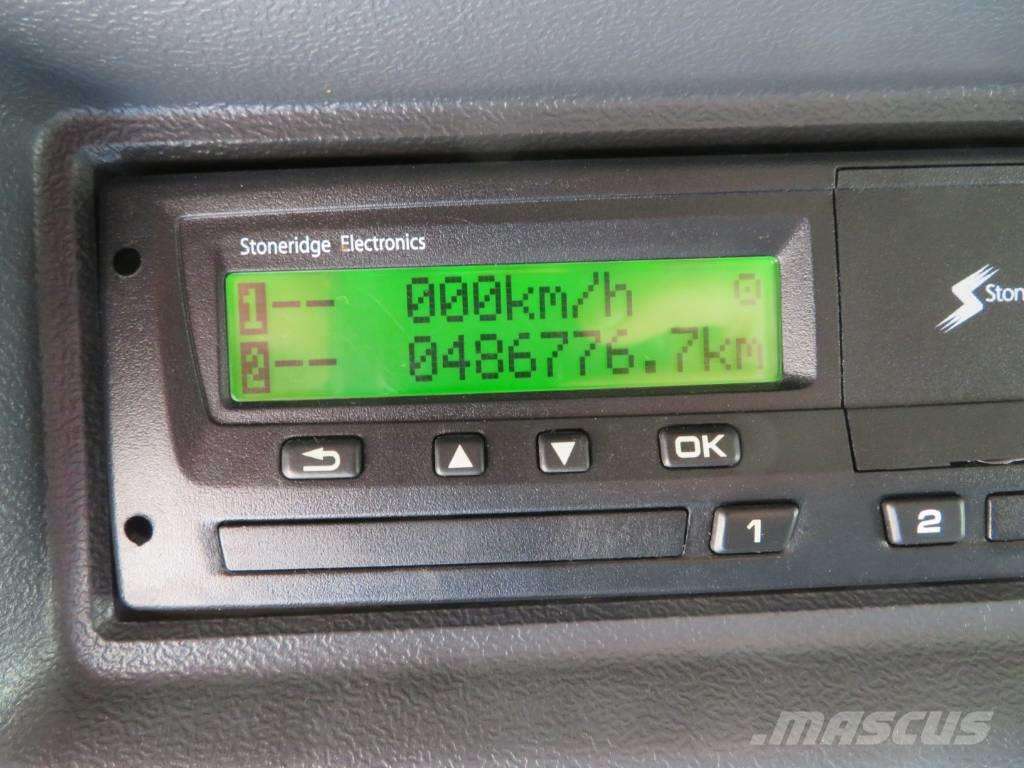 Stoneridge Electronics
1-- 000km/h 0
2-- 0486776.7km
Ston
OK
1 2
MASCUS